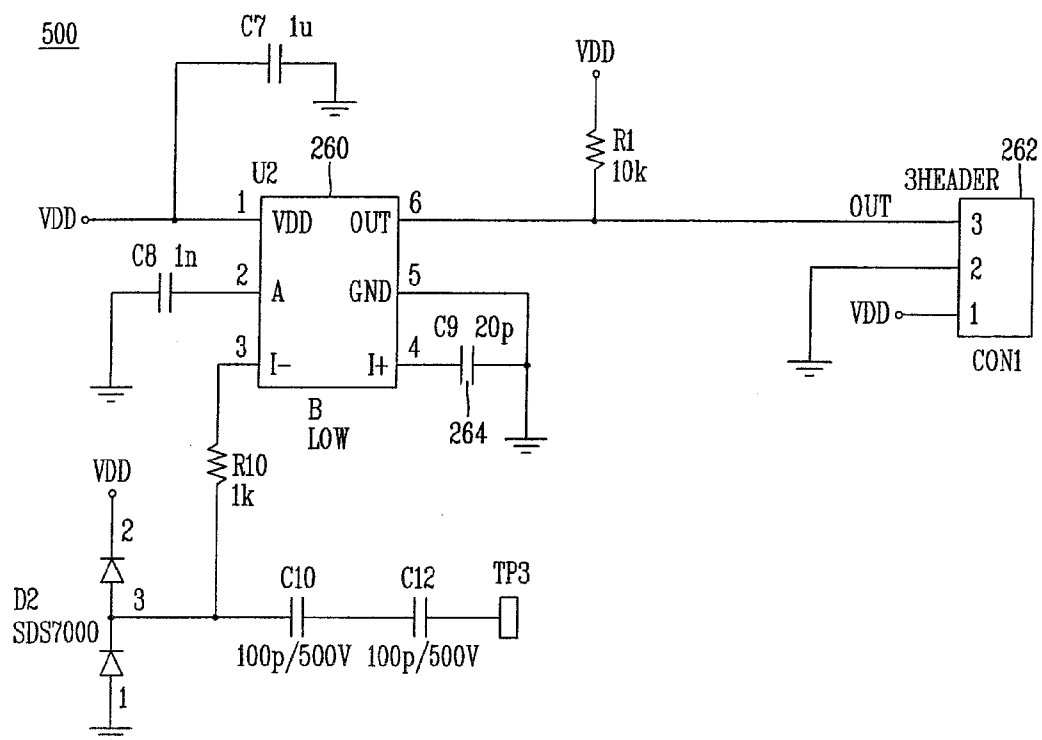 500
C7 1u
VDD
R1
10k
262
260
U2
3HEADER
1
VDD
OUT
6
VDD
OUT
3
C8 1n
2
A
GND
5
2
VDD
1
C9 20p
3
I-
I+
4
CON1
B
LOW
264
VDD
R10
1k
2
C10
C12
TP3
D2
SDS7000
3
100p/500V
100p/500V
1